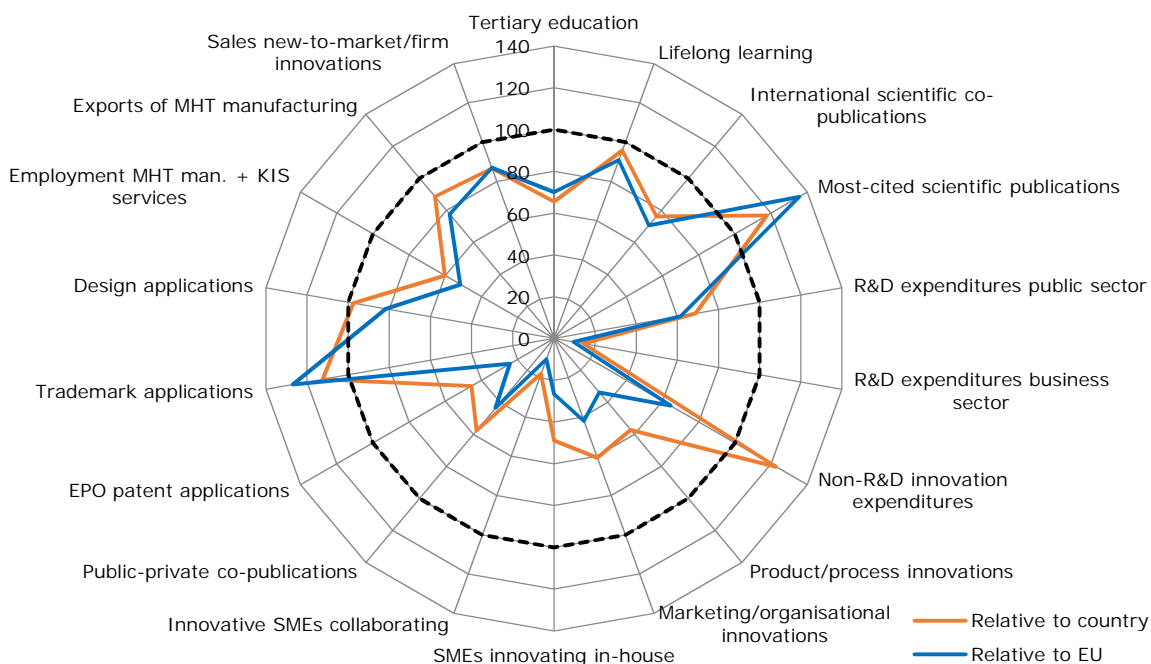 Tertiary education
Lifelong learning
International scientific co-
publications
Most-cited scientific publications
R&D expenditures public sector
R&D expenditures business
sector
Non-R&D innovation
expenditures
Product/process innovations
Marketing/organisational
innovations
SMEs innovating in-house
Innovative SMEs collaborating
Public-private co-publications
EPO patent applications
Trademark applications
Design applications
Employment MHT man. + KIS
services
Exports of MHT manufacturing
Sales new-to-market/firm
innovations
140
120
100
80
60
40
20
0
Relative to country
Relative to EU